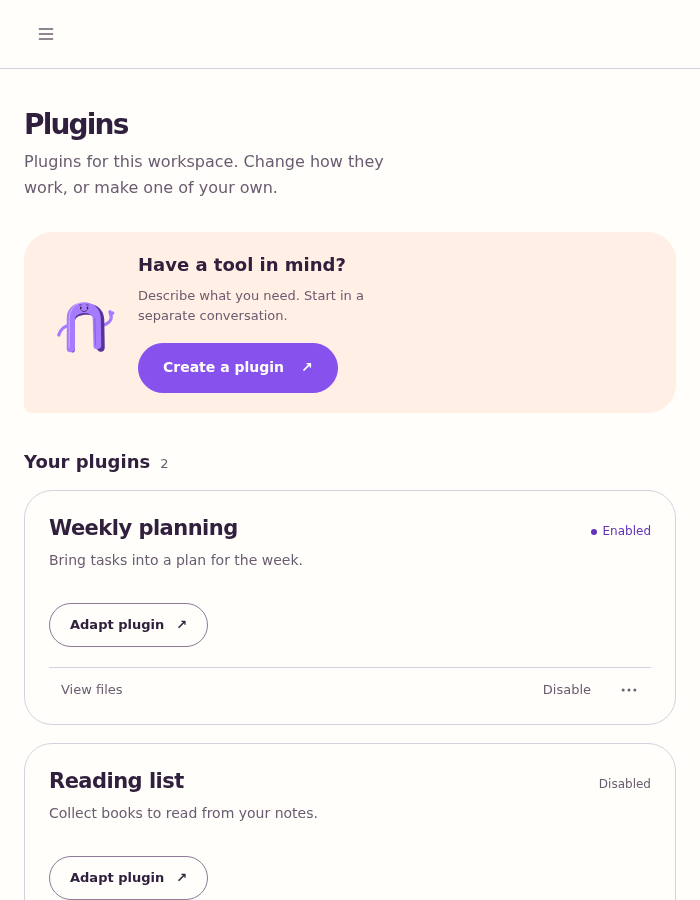 Plugins
Plugins for this workspace. Change how they
work, or make one of your own.
Have a tool in mind?
Describe what you need. Start in a
separate conversation.
Create a plugin ↗
Your plugins 2
Weekly planning
Enabled
Bring tasks into a plan for the week.
Adapt plugin ↗
View files
Disable
Reading list
Disabled
Collect books to read from your notes.
Adapt plugin ↗